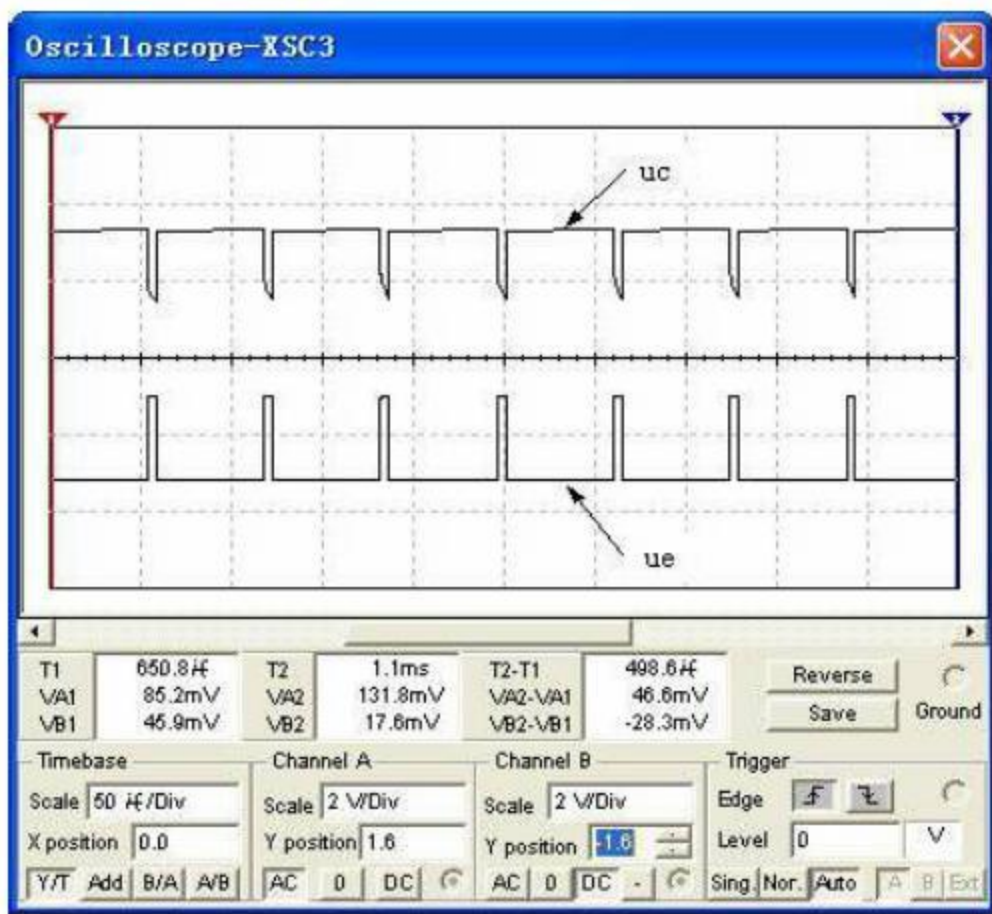 Oscilloscope-XSC3
uc
ue
T1 650.8 T2 1.1ms T2-T1 498.6 Reverse
VA1 85.2mV VA2 131.8mV VA2-VA1 46.6mV
VB1 45.9mV VB2 17.6mV VB2-VB1 -28.3mV Save Ground
Timebase Channel A Channel B Trigger
Scale 50 /Div Scale 2 V/Div Scale 2 V/Div Edge
X position 0.0 Y position 1.6 Y position -1.6 Level 0 V
Y/T Add B/A A/B AC 0 DC AC 0 DC - Sing. Nor. Auto A B Ext